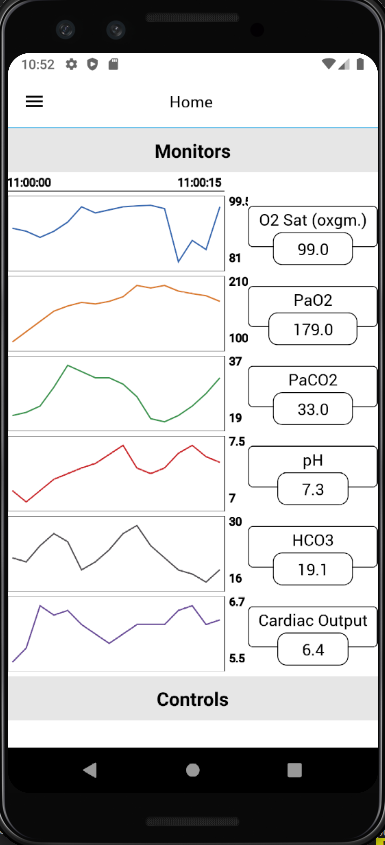 10:52
Home
Monitors
11:00:00 11:00:15
99.5
O2 Sat (oxgm.)
99.0
81
210
PaO2
179.0
100
37
PaCO2
33.0
19
7.5
pH
7.3
7
30
HCO3
19.1
16
6.7
Cardiac Output
6.4
5.5
Controls